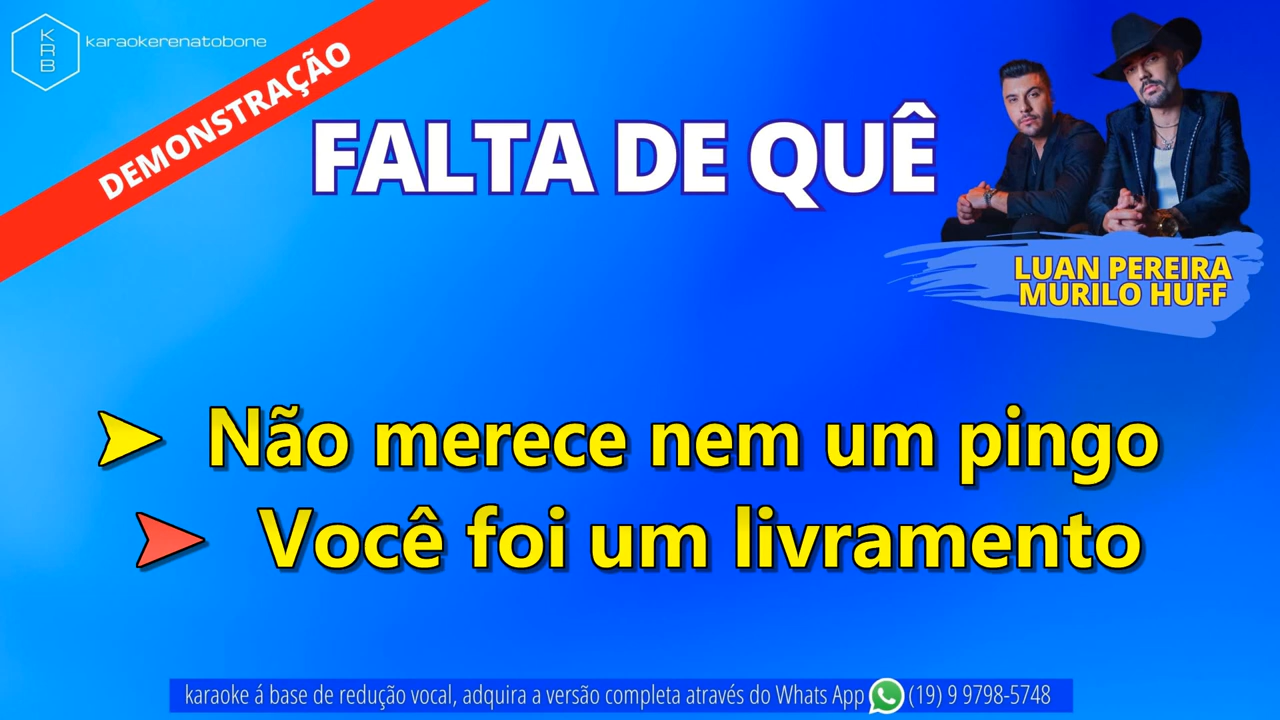 KRB
karaokerenatobone
DEMONSTRAÇÃO
FALTA DE QUÊ
LUAN PEREIRA
MURILO HUFF
Não merece nem um pingo
Você foi um livramento
karaoke á base de redução vocal, adquira a versão completa através do Whats App (19) 9 9798-5748